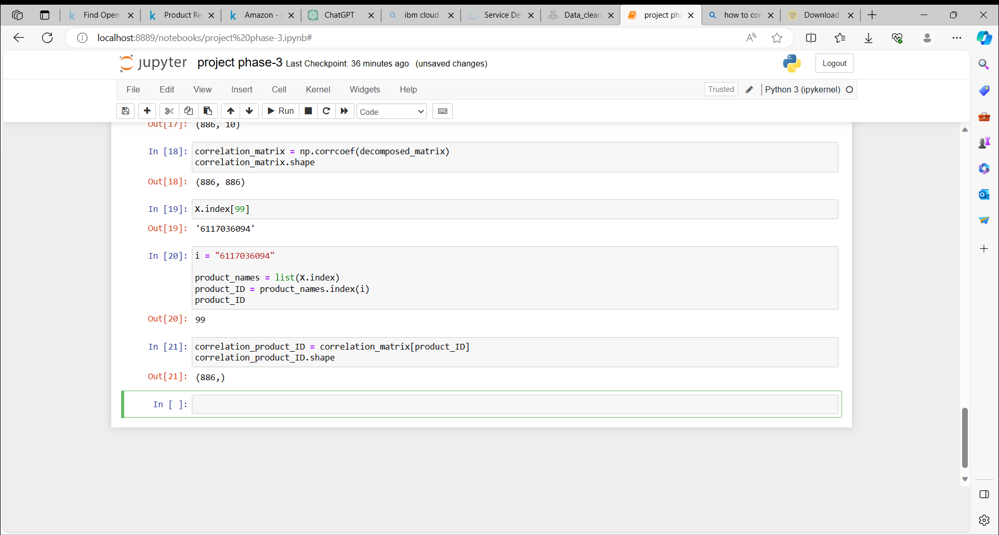 Find Open
Product Re
Amazon -
ChatGPT
ibm cloud
Service Det
Data_clean
project pha
how to con
Download
localhost:8889/notebooks/project%20phase-3.ipynb#
jupyter project phase-3 Last Checkpoint: 36 minutes ago (unsaved changes)
Logout
File Edit View Insert Cell Kernel Widgets Help
Trusted
Python 3 (ipykernel)
Run
Code
Out[17]: (886, 10)
In [18]: correlation_matrix = np.corrcoef(decomposed_matrix)
correlation_matrix.shape
Out[18]: (886, 886)
In [19]: X.index[99]
Out[19]: '6117036094'
In [20]: i = "6117036094"
product_names = list(X.index)
product_ID = product_names.index(i)
product_ID
Out[20]: 99
In [21]: correlation_product_ID = correlation_matrix[product_ID]
correlation_product_ID.shape
Out[21]: (886,)
In [ ]: